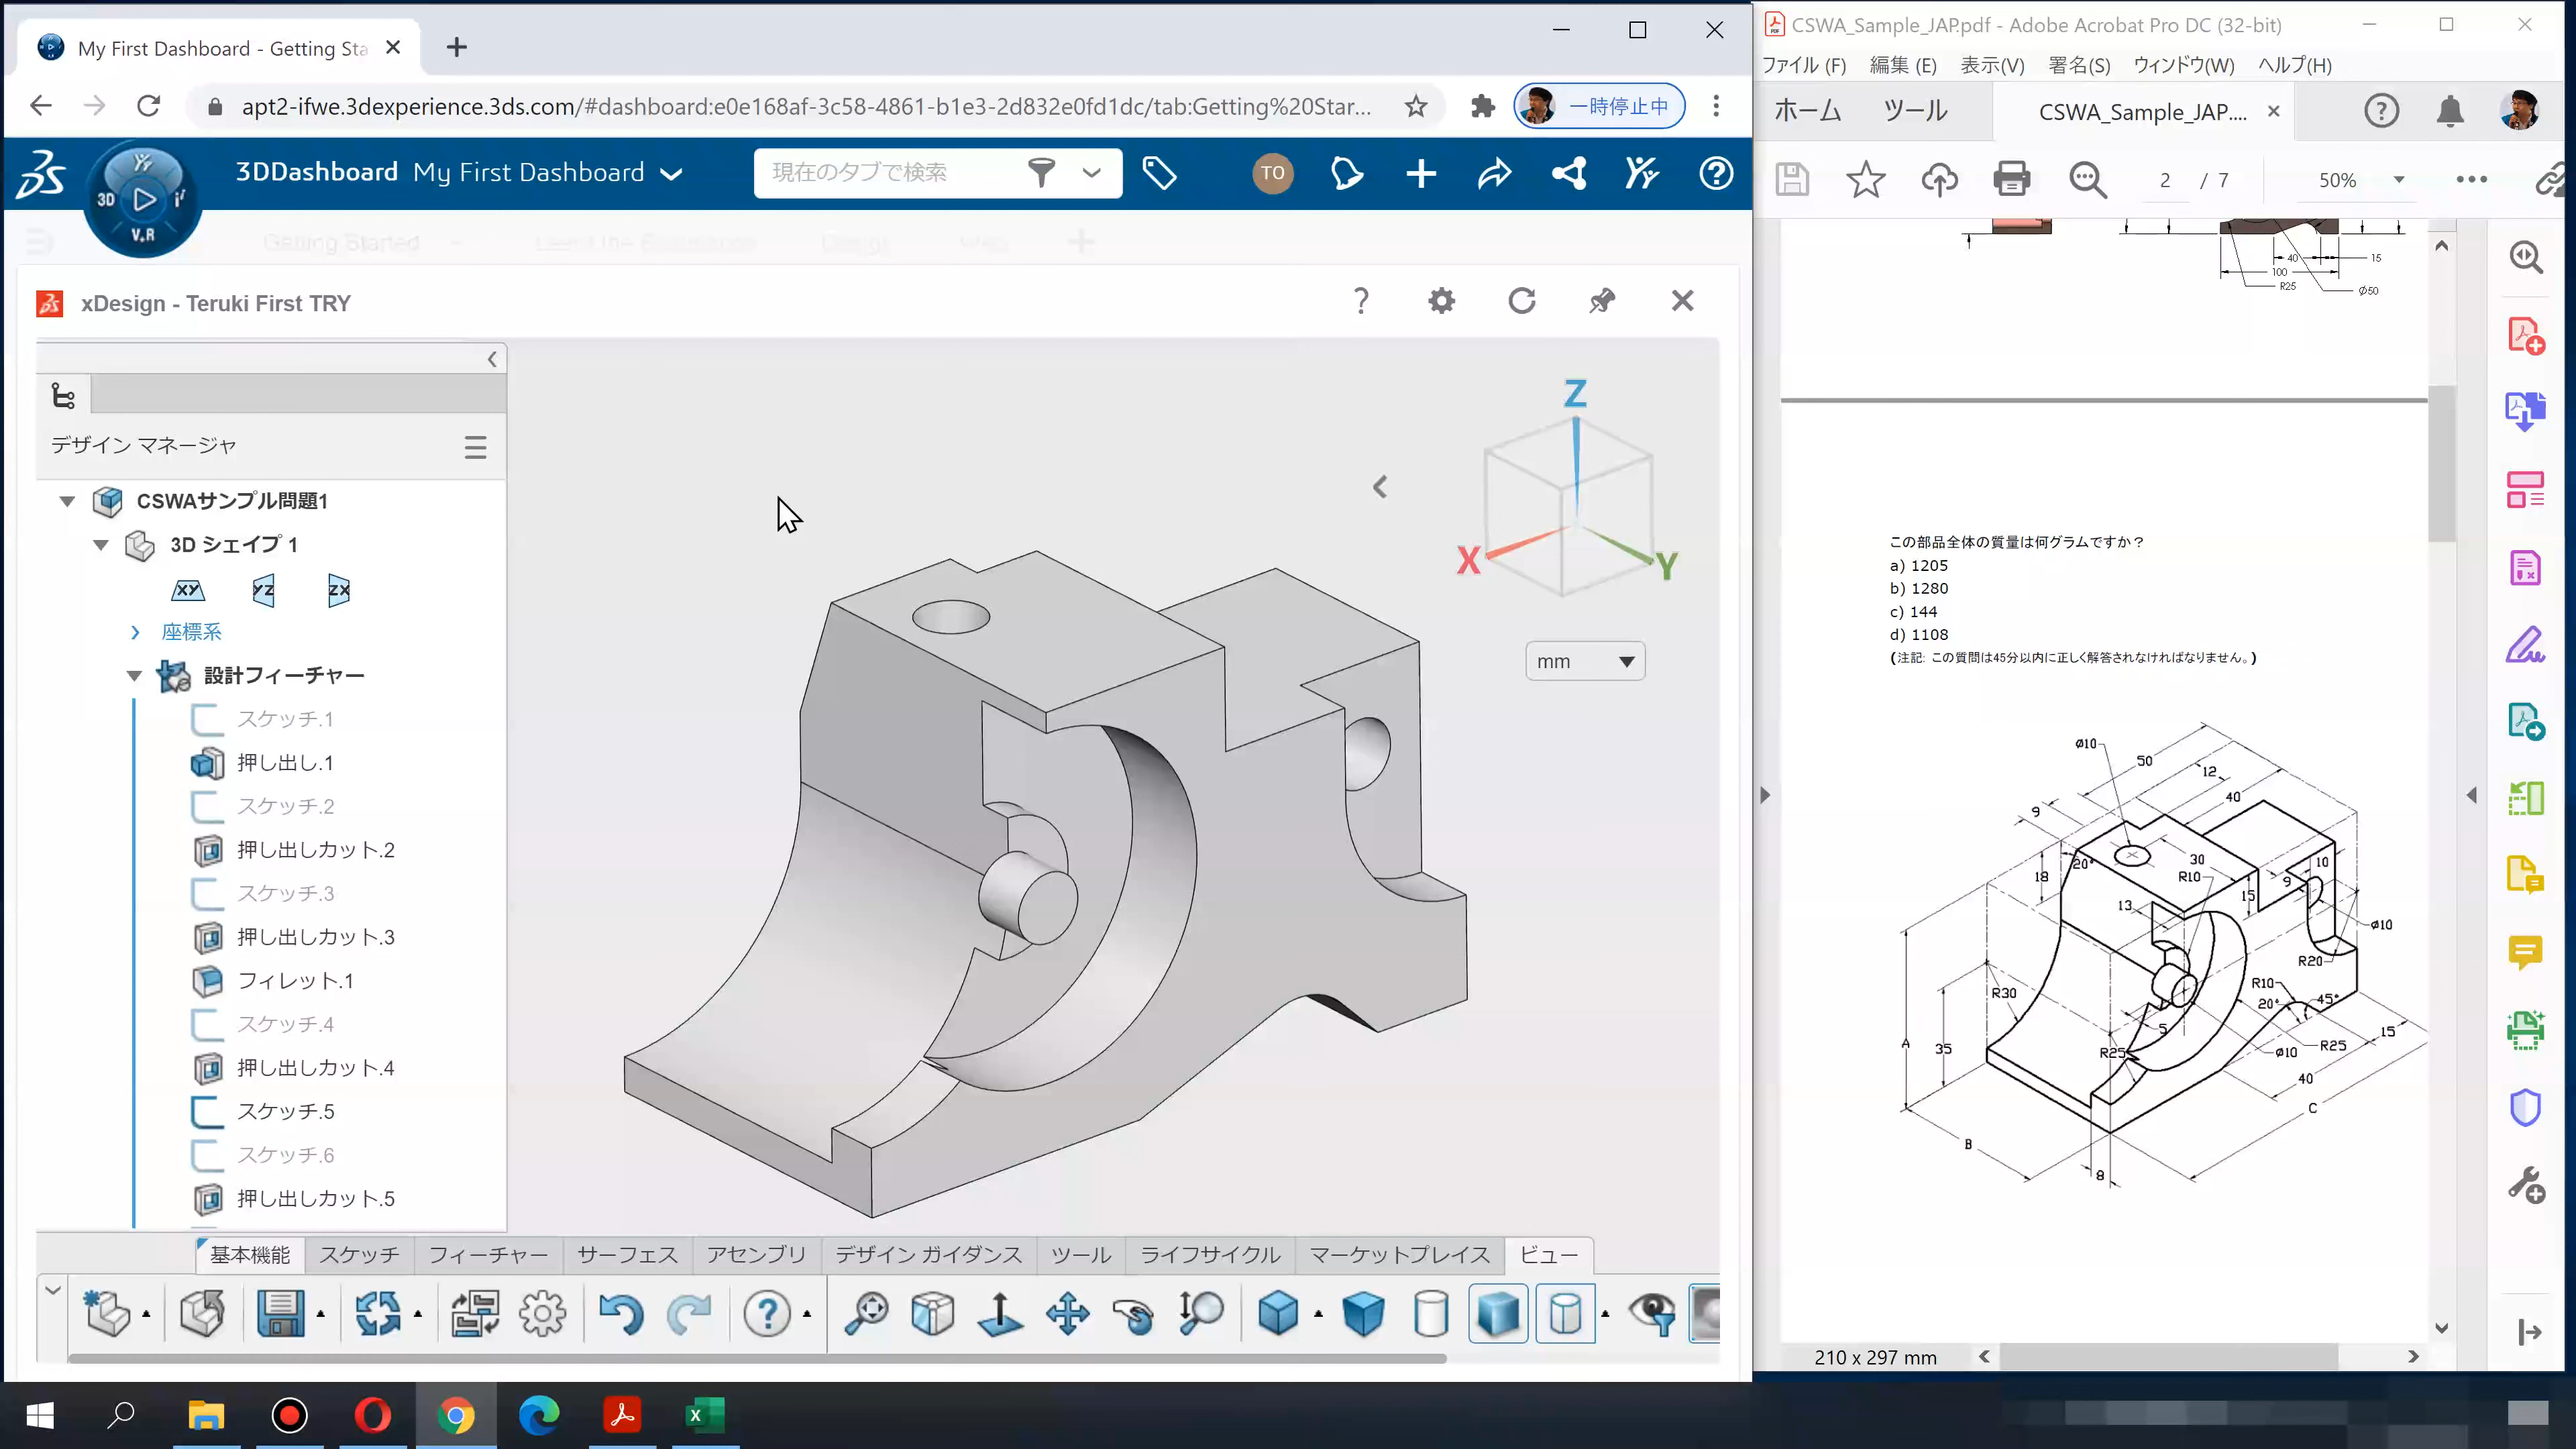 My First Dashboard - Getting Sta
apt2-ifwe.3dexperience.3ds.com/#dashboard:e0e168af-3c58-4861-b1e3-2d832e0fd1dc/tab:Getting%20Star...
一時停止中
3D
V.R
3DDashboard My First Dashboard
現在のタブで検索
TO
Getting Started
xDesign - Teruki First TRY
デザイン マネージャ
CSWAサンプル問題1
3D シェイプ 1
XY YZ ZX
座標系
設計フィーチャー
スケッチ.1
押し出し.1
スケッチ.2
押し出しカット.2
スケッチ.3
押し出しカット.3
フィレット.1
スケッチ.4
押し出しカット.4
スケッチ.5
スケッチ.6
押し出しカット.5
Z
X
Y
mm
基本機能 スケッチ フィーチャー サーフェス アセンブリ デザイン ガイダンス ツール ライフサイクル マーケットプレイス ビュー
CSWA_Sample_JAP.pdf - Adobe Acrobat Pro DC (32-bit)
ファイル (F) 編集 (E) 表示(V) 署名(S) ウィンドウ(W) ヘルプ(H)
ホーム ツール CSWA_Sample_JAP....
2 / 7 50%
40 15
100
R25 Ø50
この部品全体の質量は何グラムですか？
a) 1205
b) 1280
c) 144
d) 1108
(注記: この質問は45分以内に正しく解答されなければなりません。)
Ø10
50
12
40
9
20°
30
18
R10
10
15
9
13
Ø10
R20
R30
R10
20°
45°
5
15
A
35
R25
Ø10
R25
40
C
B
8
210 x 297 mm